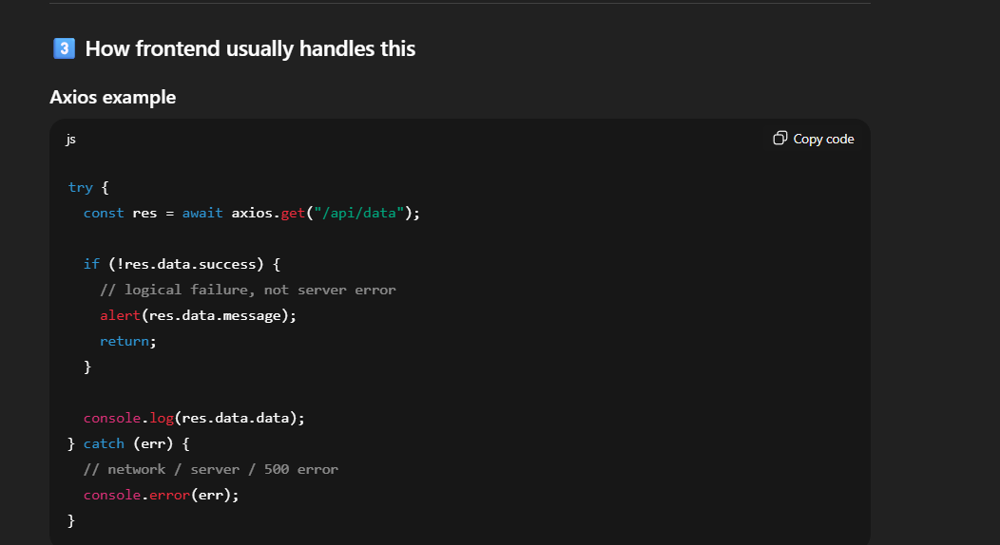 3 How frontend usually handles this
Axios example
js
Copy code
try {
const res = await axios.get("/api/data");
if (!res.data.success) {
// logical failure, not server error
alert(res.data.message);
return;
}
console.log(res.data.data);
} catch (err) {
// network / server / 500 error
console.error(err);
}